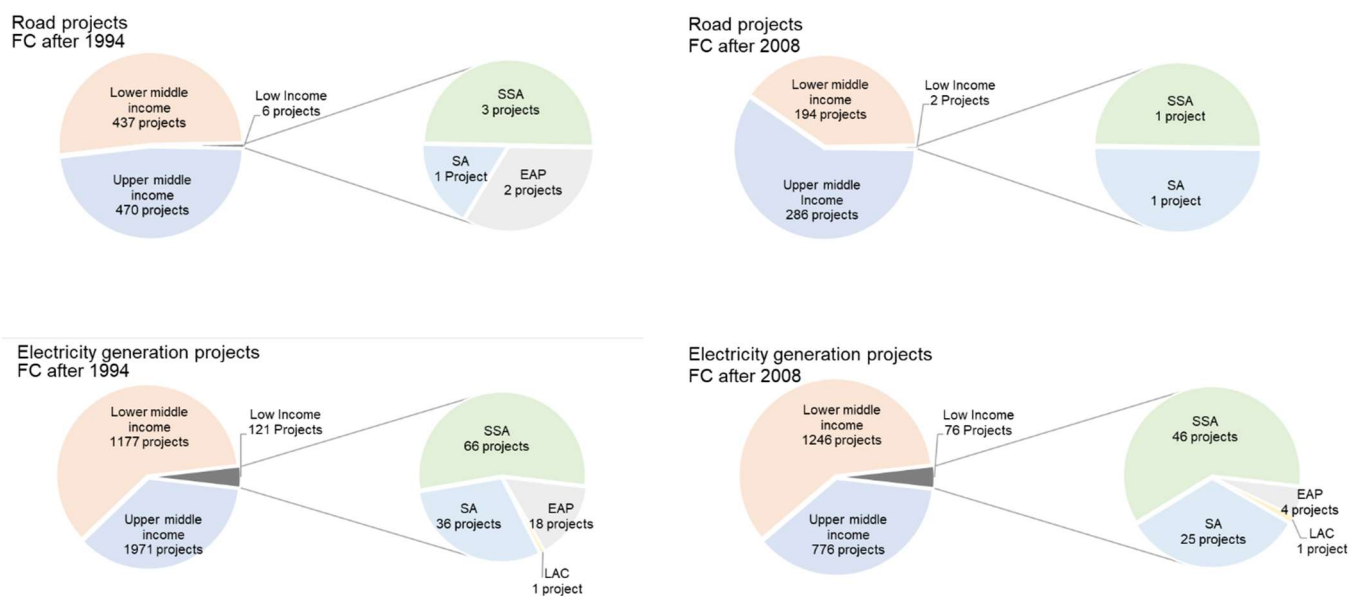 Road projects
FC after 1994
Lower middle
income
437 projects
Low Income
6 projects
Upper middle
income
470 projects
SSA
3 projects
SA
1 Project
EAP
2 projects
Road projects
FC after 2008
Lower middle
income
194 projects
Low Income
2 Projects
Upper middle
Income
286 projects
SSA
1 project
SA
1 project
Electricity generation projects
FC after 1994
Lower middle
income
1177 projects
Low Income
121 Projects
Upper middle
income
1971 projects
SSA
66 projects
SA
36 projects
EAP
18 projects
LAC
1 project
Electricity generation projects
FC after 2008
Lower middle
income
1246 projects
Low Income
76 Projects
Upper middle
income
776 projects
SSA
46 projects
EAP
4 projects
SA
25 projects
LAC
1 project